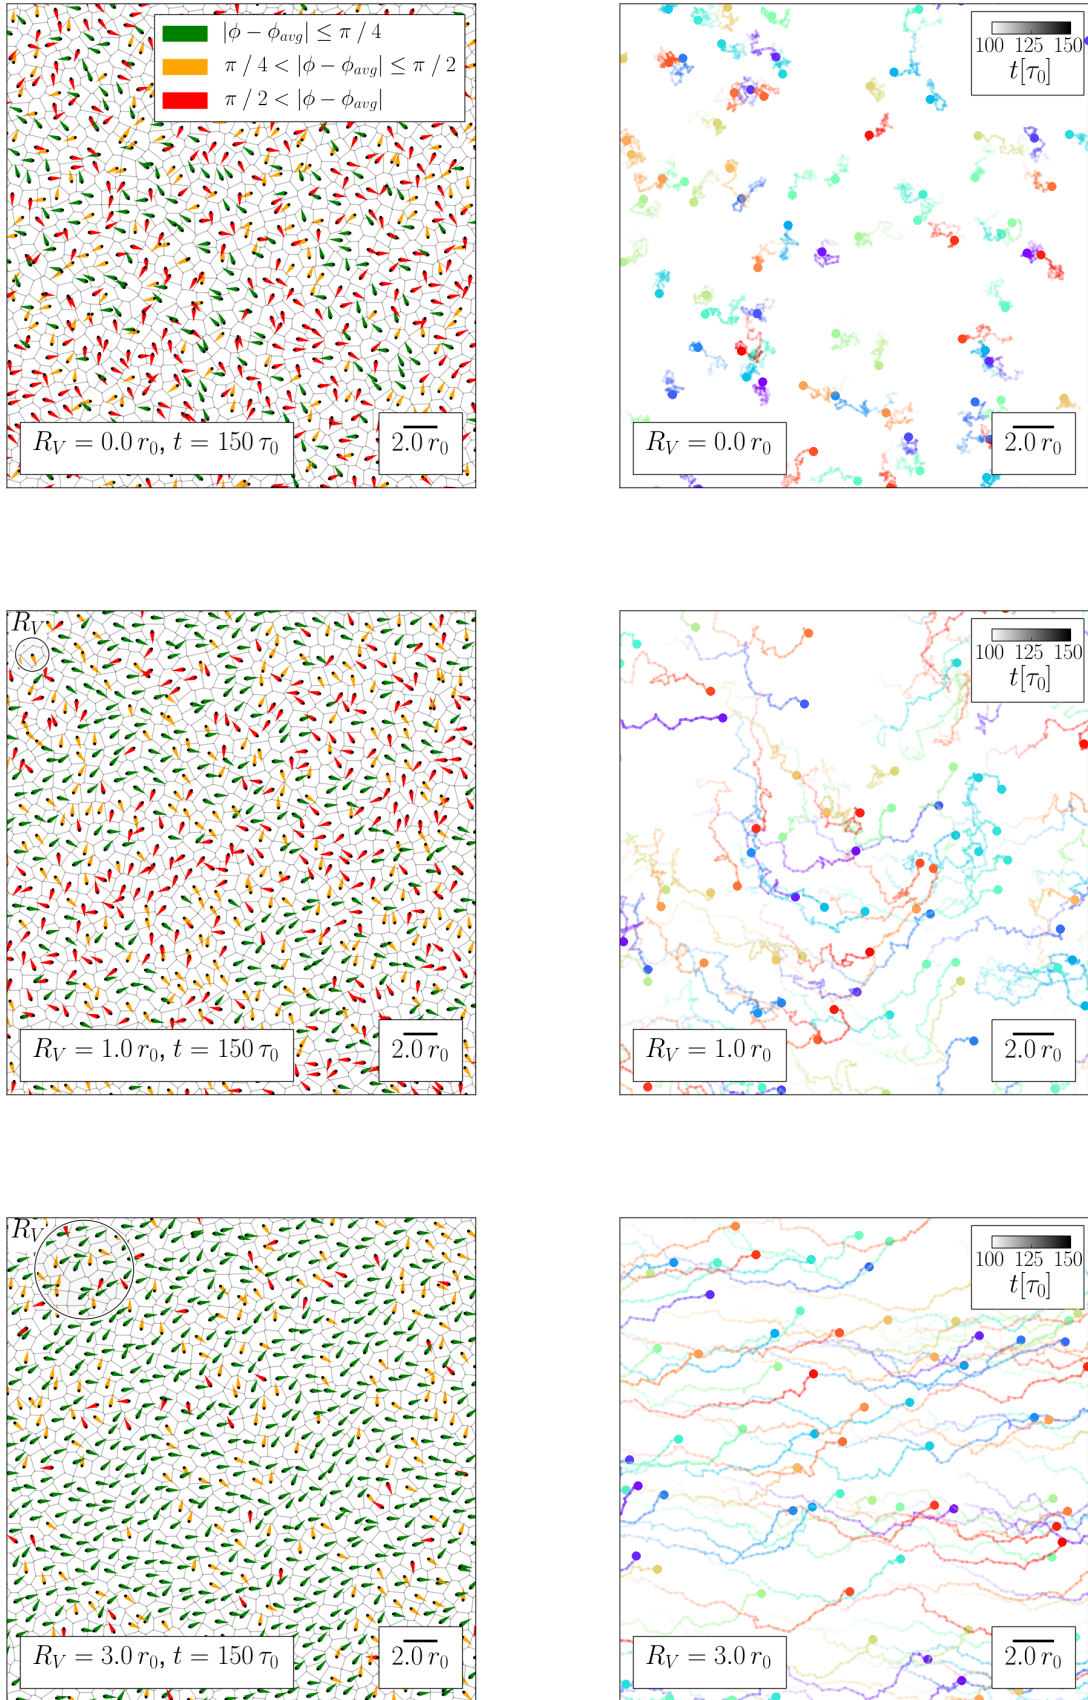 |ϕ − ϕ_avg| ≤ π / 4
π / 4 < |ϕ − ϕ_avg| ≤ π / 2
π / 2 < |ϕ − ϕ_avg|
R_V = 0.0 r_0, t = 150 τ_0
2.0 r_0
100 125 150
t[τ_0]
R_V = 0.0 r_0
2.0 r_0
R_V
R_V = 1.0 r_0, t = 150 τ_0
2.0 r_0
100 125 150
t[τ_0]
R_V = 1.0 r_0
2.0 r_0
R_V
R_V = 3.0 r_0, t = 150 τ_0
2.0 r_0
100 125 150
t[τ_0]
R_V = 3.0 r_0
2.0 r_0